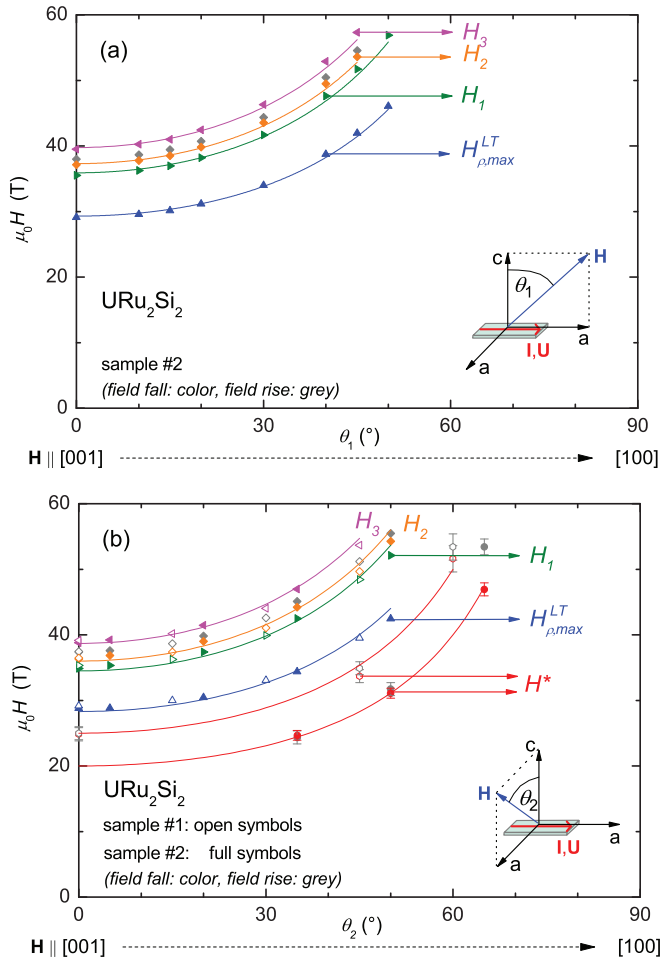 60
(a)
H₃
H₂
H₁
40
H^LT_ρ,max
μ₀H (T)
20
c
H
θ₁
URu₂Si₂
a
I,U
sample #2
a
(field fall: color, field rise: grey)
0
0 30 60 90
θ₁ (°)
H || [001] [100]
60
(b)
H₃ H₂
H₁
40
H^LT_ρ,max
μ₀H (T)
H*
20
c
H
θ₂
URu₂Si₂
a
sample #1: open symbols
I,U
sample #2: full symbols
a
(field fall: color, field rise: grey)
0
0 30 60 90
θ₂ (°)
H || [001] [100]